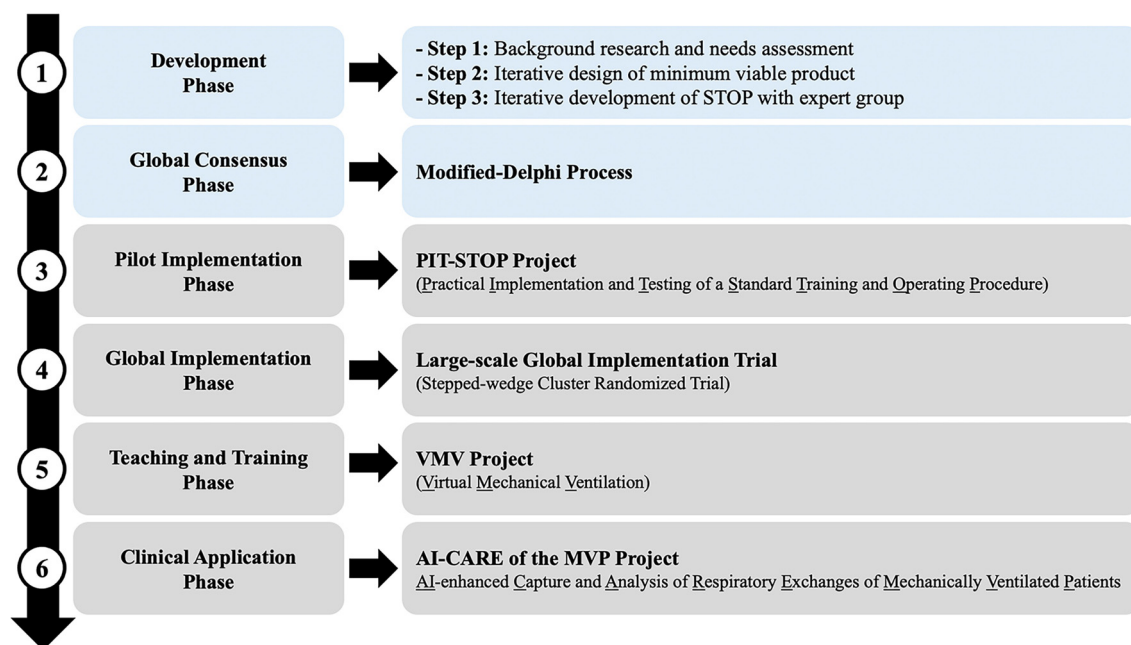 1
Development
Phase
- Step 1: Background research and needs assessment
- Step 2: Iterative design of minimum viable product
- Step 3: Iterative development of STOP with expert group
2
Global Consensus
Phase
Modified-Delphi Process
3
Pilot Implementation
Phase
PIT-STOP Project
(Practical Implementation and Testing of a Standard Training and Operating Procedure)
4
Global Implementation
Phase
Large-scale Global Implementation Trial
(Stepped-wedge Cluster Randomized Trial)
5
Teaching and Training
Phase
VMV Project
(Virtual Mechanical Ventilation)
6
Clinical Application
Phase
AI-CARE of the MVP Project
AI-enhanced Capture and Analysis of Respiratory Exchanges of Mechanically Ventilated Patients